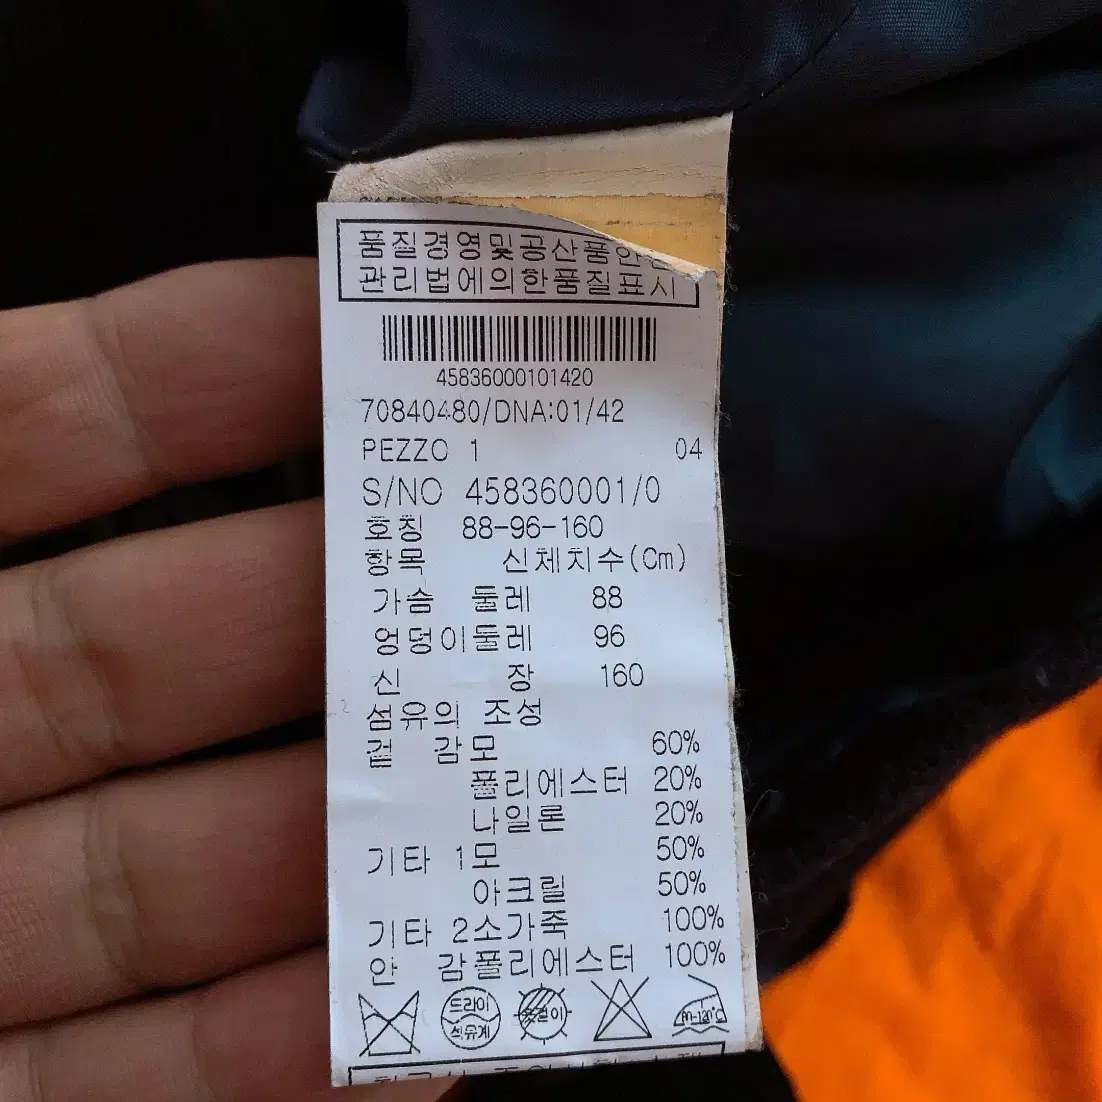 품질경영및공산품안전
관리법에의한품질표시
45836000101420
70840480/DNA:01/42
PEZZO 1 04
S/NO 458360001/0
호칭 88-96-160
항목 신체치수(Cm)
가슴 둘레 88
엉덩이둘레 96
신 장 160
섬유의 조성
겉 감모 60%
폴리에스터 20%
나일론 20%
기타 1모 50%
아크릴 50%
기타 2소가죽 100%
안 감폴리에스터 100%
드라이
석유계
옷걸이